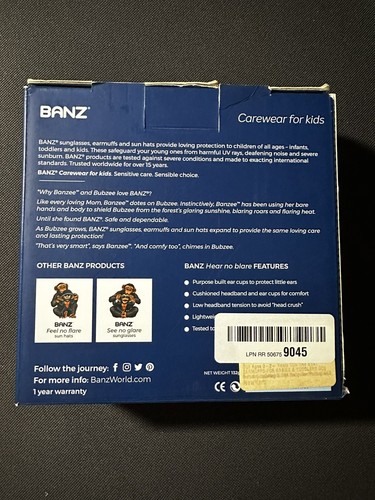 BANZ®
Carewear for kids
BANZ® sunglasses, earmuffs and sun hats provide loving protection to children of all ages – infants,
toddlers and kids. These safeguard your young ones from harmful UV rays, deafening noise and severe
sunburn. BANZ® products are tested against severe conditions and made to exacting international
standards. Trusted worldwide for over 15 years.
BANZ® Carewear for kids. Sensitive care. Sensible choice.
"Why Banzee™ and Bubzee love BANZ®?
Like every loving Mom, Banzee™ dotes on Bubzee. Instinctively, Banzee™ has been using her bare
hands and body to shield Bubzee from the forest's glaring sunshine, blaring roars and flaring heat.
Until she found BANZ®. Safe and dependable.
As Bubzee grows, BANZ® sunglasses, earmuffs and sun hats expand to provide the same loving care
and lasting protection!
"That's very smart", says Banzee™. "And comfy too", chimes in Bubzee.
OTHER BANZ PRODUCTS
BANZ
Feel no flare
sun hats
BANZ
See no glare
sunglasses
BANZ Hear no blare FEATURES
Purpose built ear cups to protect little ears
Cushioned headband and ear cups for comfort
Low headband tension to avoid "head crush"
Lightwei
Tested to
LPN RR 50675 9045
Follow the journey:
For more info: BanzWorld.com
1 year warranty
NET WEIGHT
CE